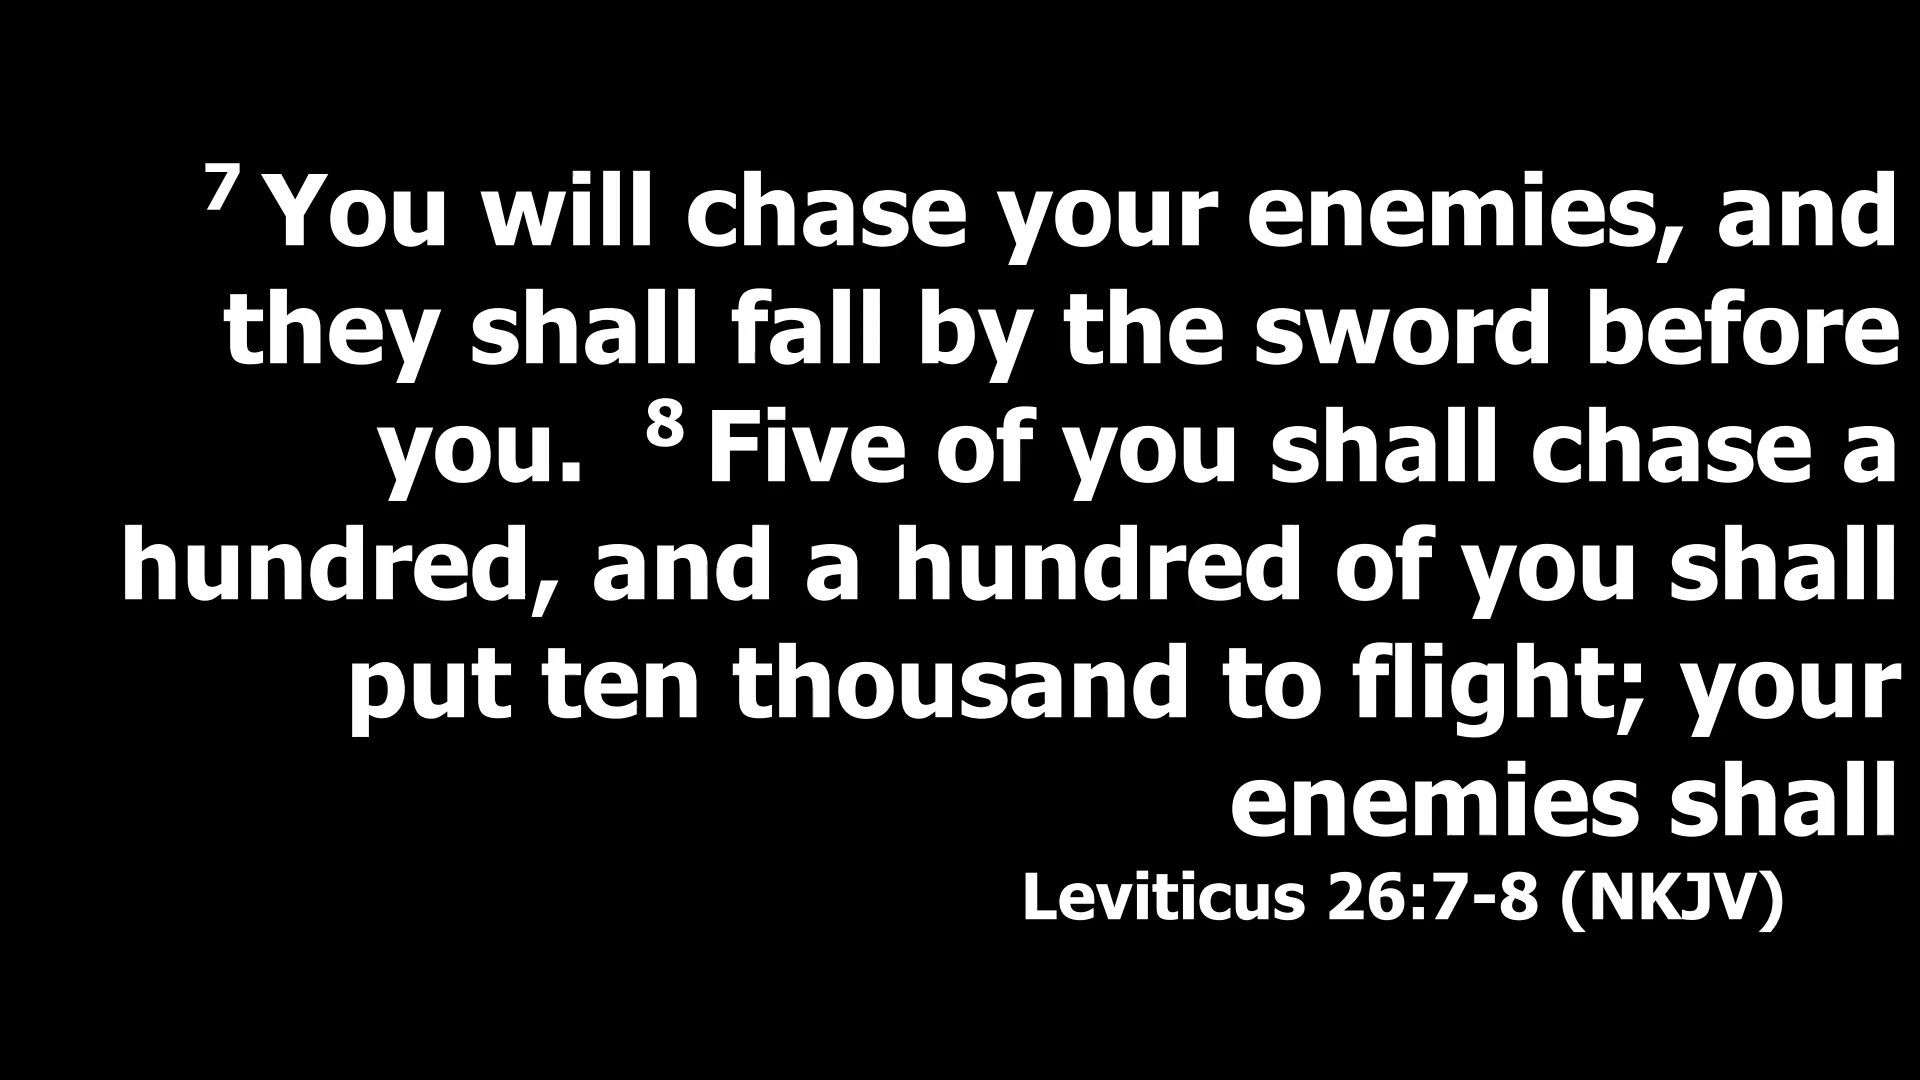 7 You will chase your enemies, and
they shall fall by the sword before
you. 8 Five of you shall chase a
hundred, and a hundred of you shall
put ten thousand to flight; your
enemies shall
Leviticus 26:7-8 (NKJV)